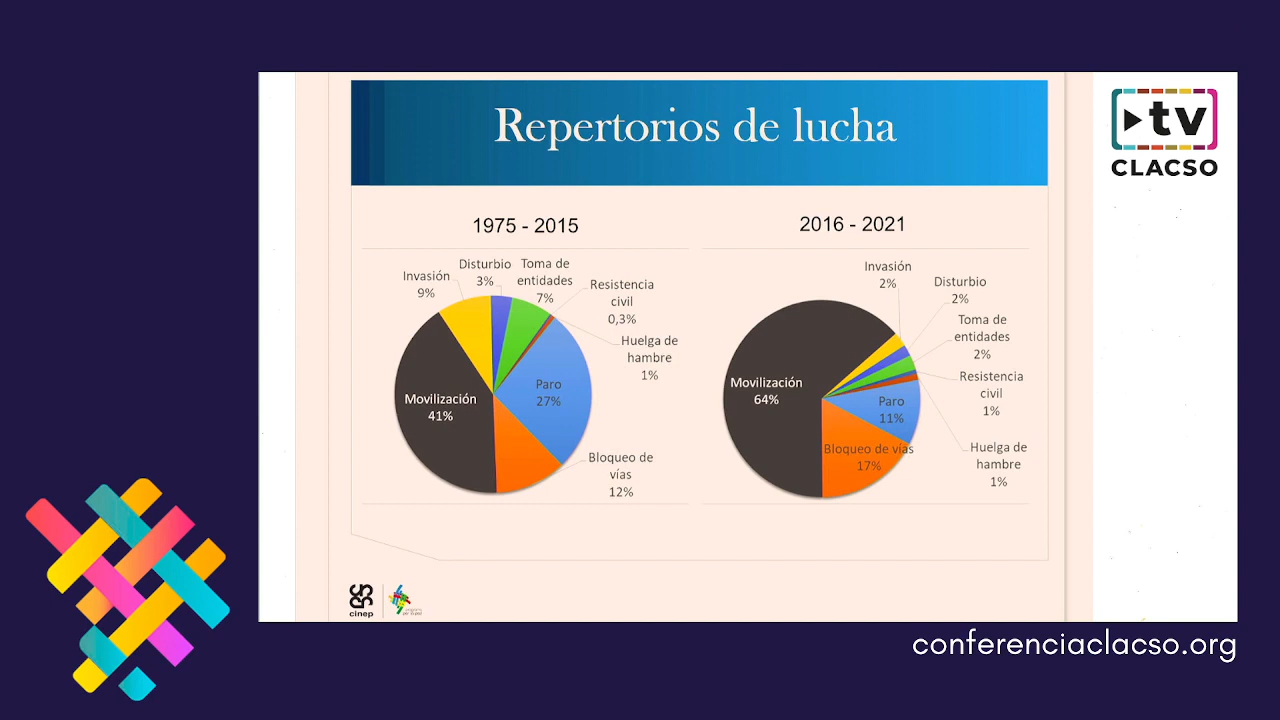 Repertorios de lucha
tv
CLACSO
1975 - 2015
Invasión
9%
Disturbio
3%
Toma de
entidades
7%
Resistencia
civil
0,3%
Huelga de
hambre
1%
Paro
27%
Movilización
41%
Bloqueo de
vías
12%
2016 - 2021
Invasión
2%
Disturbio
2%
Toma de
entidades
2%
Resistencia
civil
1%
Movilización
64%
Paro
11%
Bloqueo de vías
17%
Huelga de
hambre
1%
cinep
conferenciaclacso.org